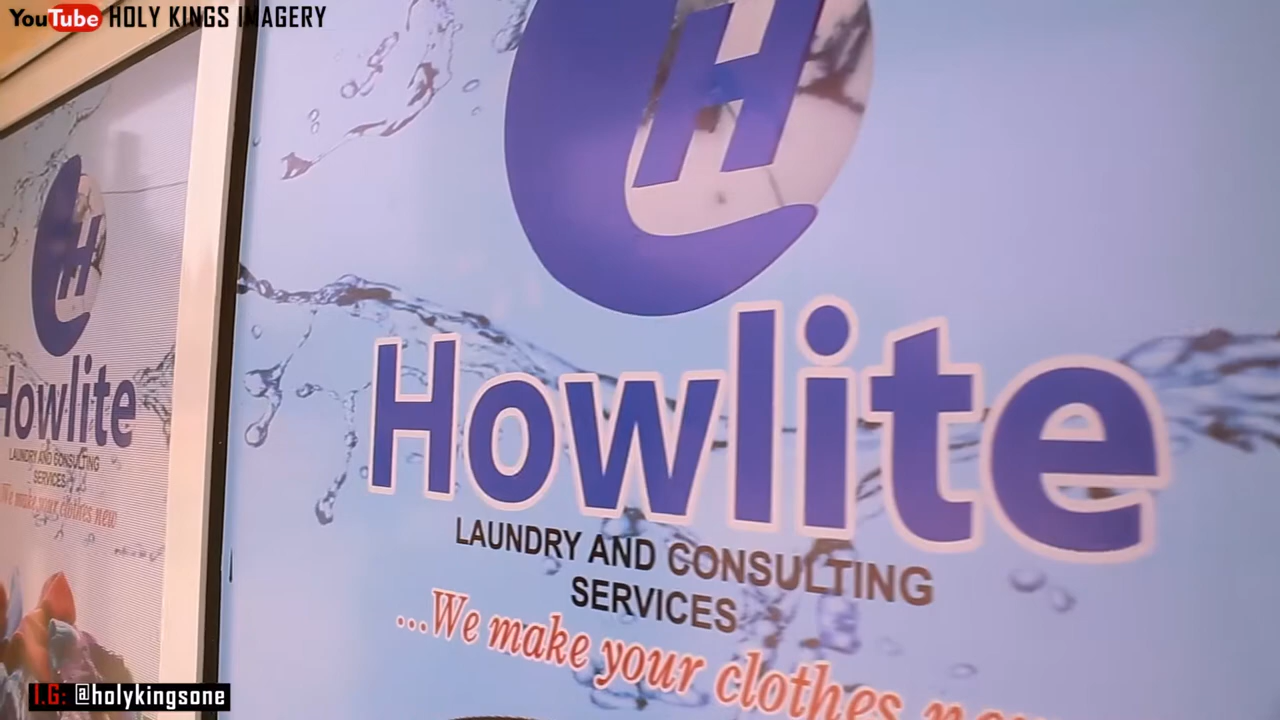 YouTube HOLY KINGS IMAGERY
H
Howlite
LAUNDRY AND CONSULTING
SERVICES
...We make your clothes new
H
Howlite
LAUNDRY AND CONSULTING
SERVICES
...We make your clothes
I.G: @holykingsone